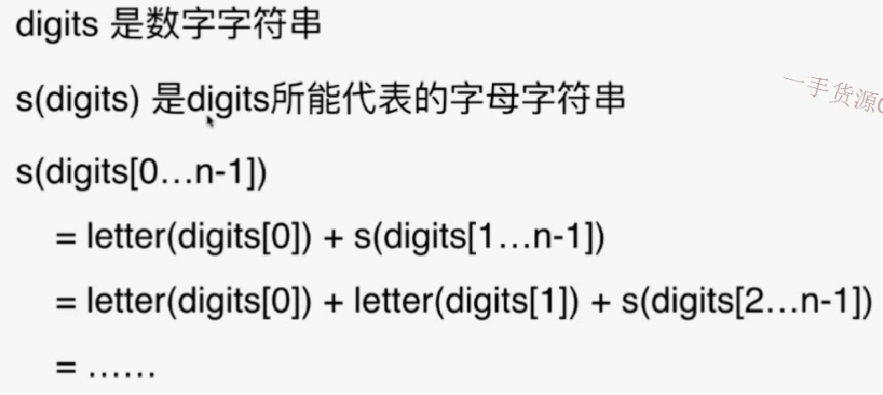 digits 是数字字符串
s(digits) 是digits所能代表的字母字符串
一手货源
s(digits[0…n-1])
= letter(digits[0]) + s(digits[1…n-1])
= letter(digits[0]) + letter(digits[1]) + s(digits[2…n-1])
= ……